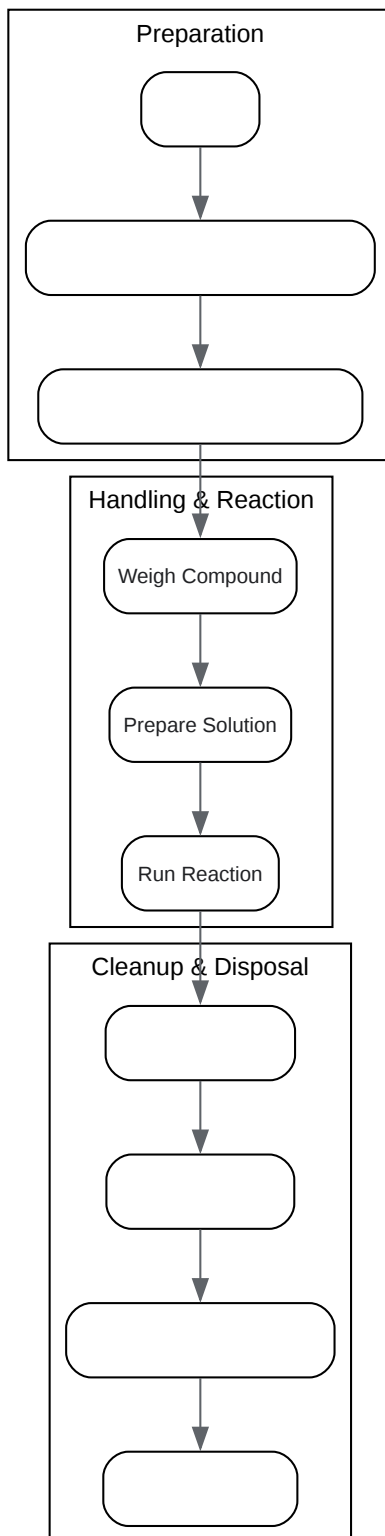 Preparation
Handling & Reaction
Weigh Compound
Prepare Solution
Run Reaction
Cleanup & Disposal